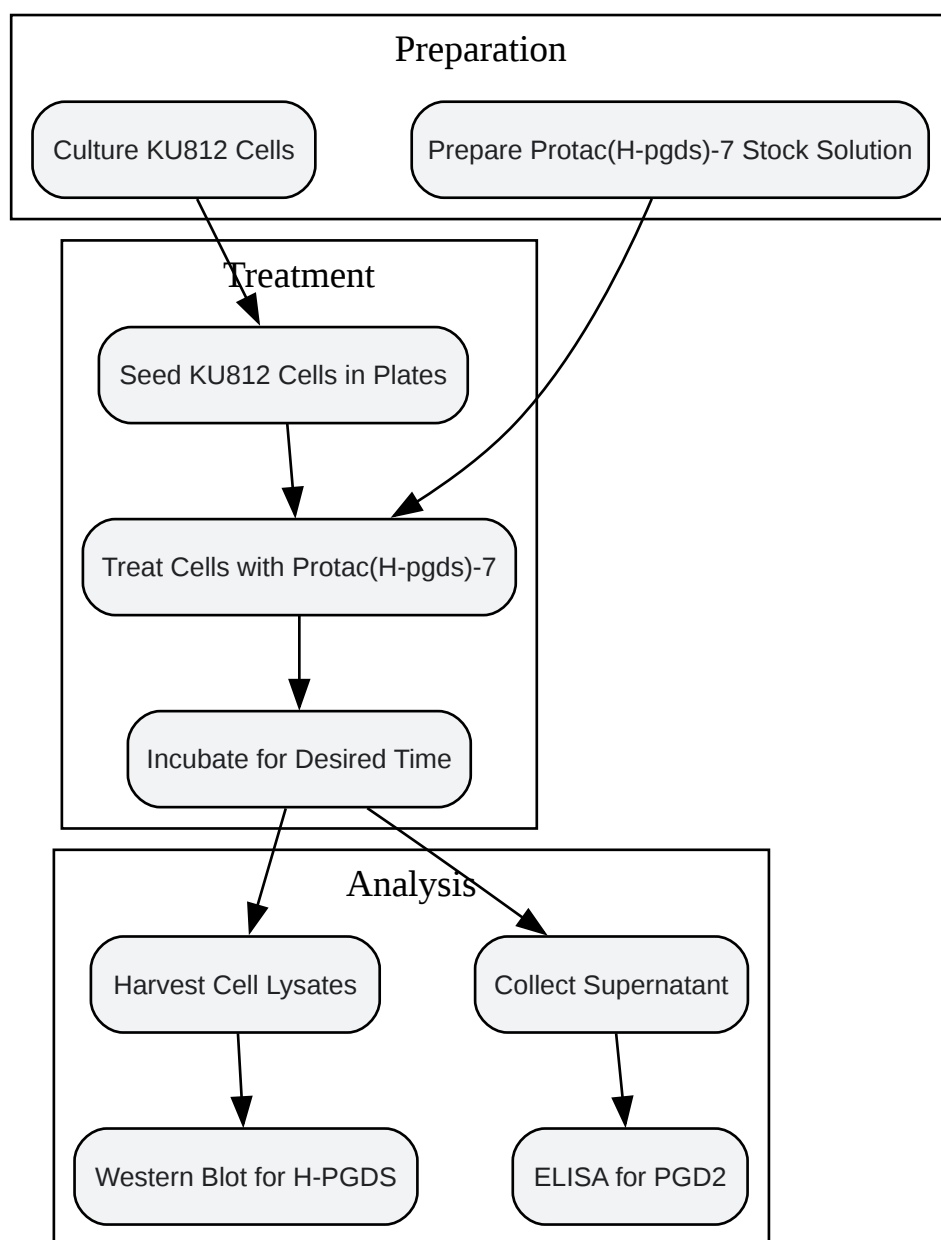 Preparation
Culture KU812 Cells
Prepare Protac(H-pgds)-7 Stock Solution
Treatment
Seed KU812 Cells in Plates
Treat Cells with Protac(H-pgds)-7
Incubate for Desired Time
Analysis
Harvest Cell Lysates
Collect Supernatant
Western Blot for H-PGDS
ELISA for PGD2